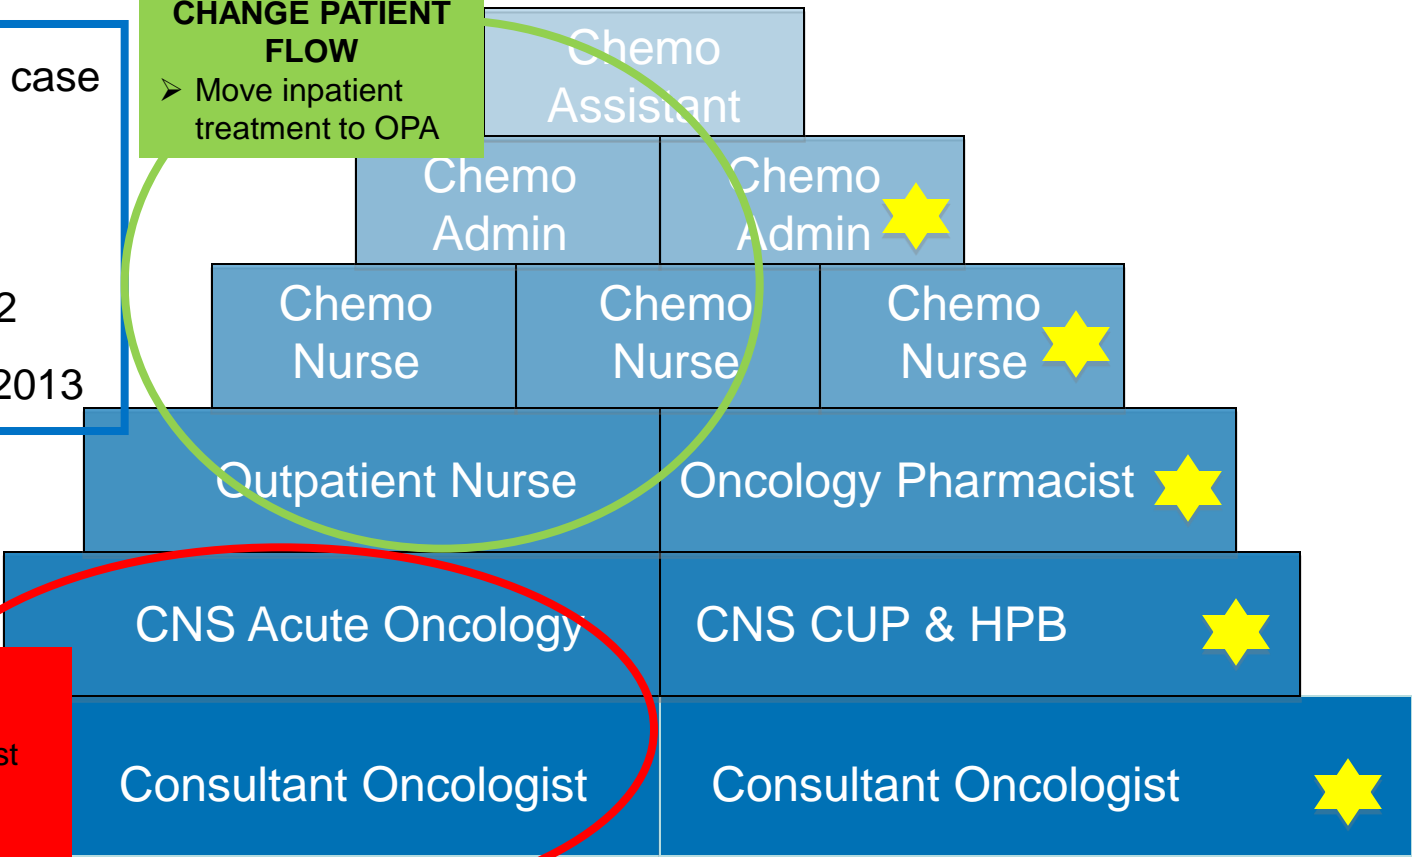 case
2
2013
CHANGE PATIENT
FLOW
➢ Move inpatient
treatment to OPA
Chemo
Assistant
Chemo
Admin
Chemo
Admin
Chemo
Nurse
Chemo
Nurse
Chemo
Nurse
Outpatient Nurse
Oncology Pharmacist
CNS Acute Oncology
CNS CUP & HPB
st
Consultant Oncologist
Consultant Oncologist